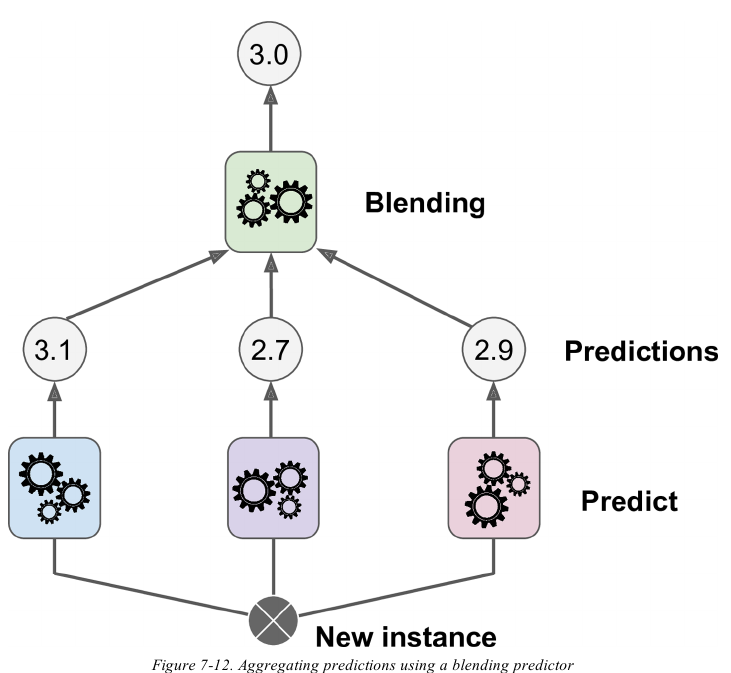 3.0
Blending
3.1 2.7 2.9 Predictions
Predict
New instance
Figure 7-12. Aggregating predictions using a blending predictor